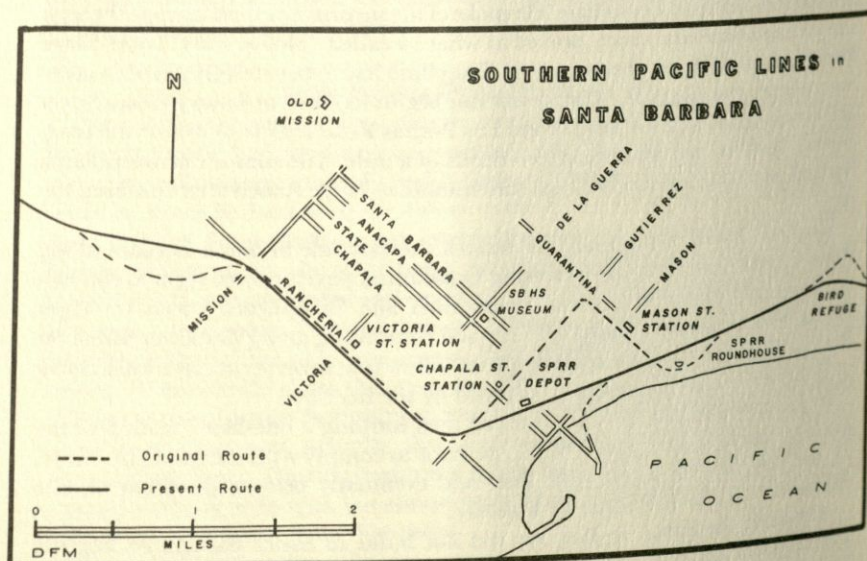 SOUTHERN PACIFIC LINES in
SANTA BARBARA
N
OLD
MISSION
SANTA BARBARA
ANACAPA
STATE
CHAPALA
DE LA GUERRA
QUARANTINA
GUTIERREZ
MASON
MISSION
RANCHERIA
VICTORIA
VICTORIA
ST. STATION
SB HS
MUSEUM
MASON ST.
STATION
BIRD
REFUGE
SPRR
ROUNDHOUSE
CHAPALA ST.
STATION
SPRR
DEPOT
PACIFIC
OCEAN
Original Route
Present Route
0 1 2
MILES
DFM